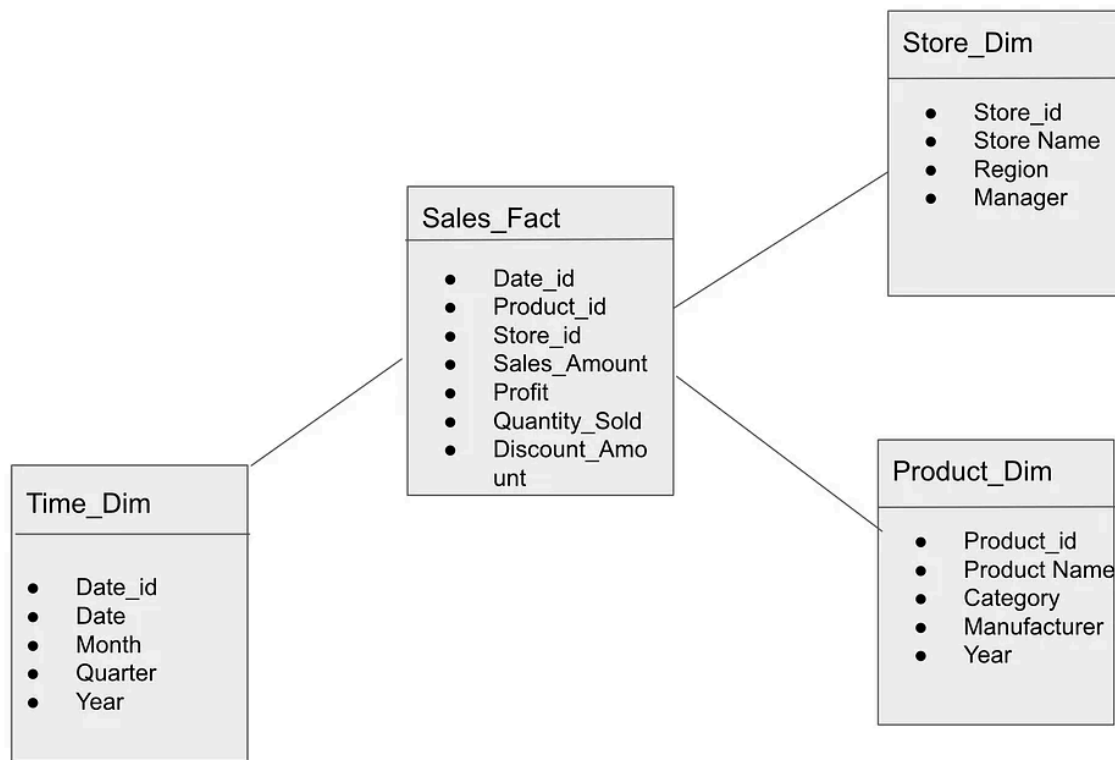 Store_Dim
● Store_id
● Store Name
● Region
● Manager
Sales_Fact
● Date_id
● Product_id
● Store_id
● Sales_Amount
● Profit
● Quantity_Sold
● Discount_Amo
unt
Time_Dim
● Date_id
● Date
● Month
● Quarter
● Year
Product_Dim
● Product_id
● Product Name
● Category
● Manufacturer
● Year